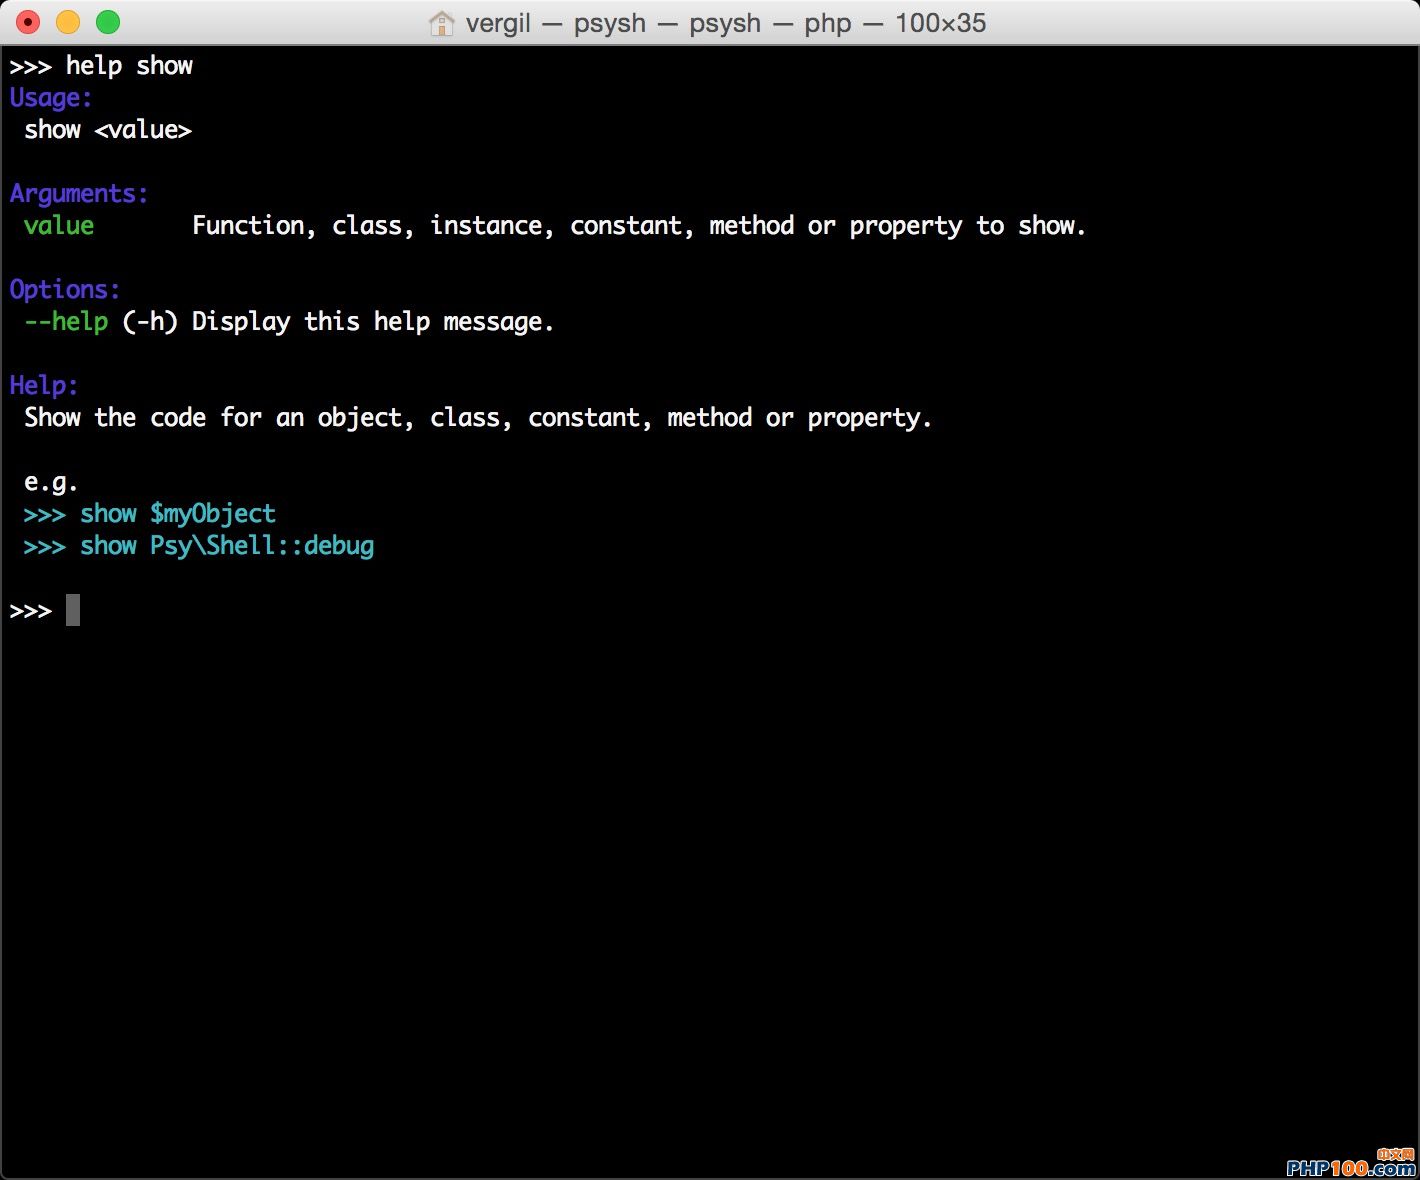 vergil — psysh — psysh — php — 100×35
>>> help show
Usage:
 show <value>
Arguments:
 value       Function, class, instance, constant, method or property to show.
Options:
 --help (-h) Display this help message.
Help:
 Show the code for an object, class, constant, method or property.
 e.g.
 >>> show $myObject
 >>> show Psy\Shell::debug
>>>
中文网
PHP100.com